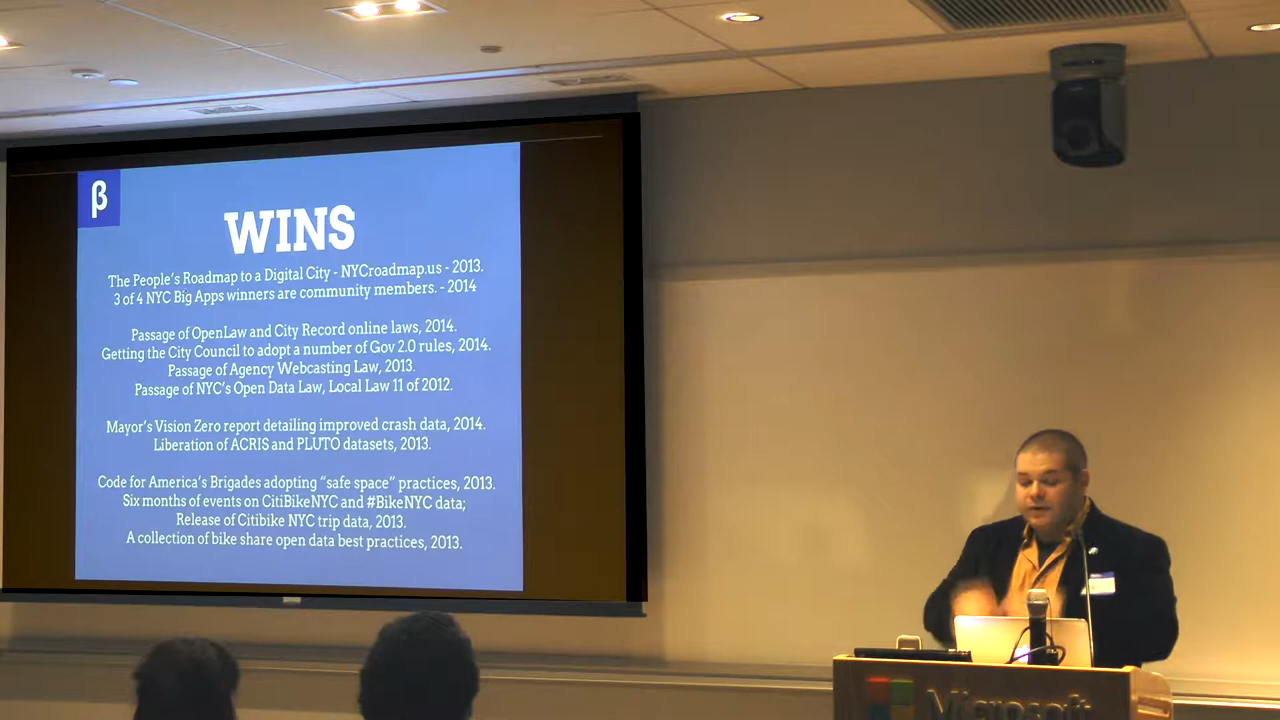 β
WINS
The People's Roadmap to a Digital City - NYCroadmap.us - 2013.
3 of 4 NYC Big Apps winners are community members. - 2014
Passage of OpenLaw and City Record online laws, 2014.
Getting the City Council to adopt a number of Gov 2.0 rules, 2014.
Passage of Agency Webcasting Law, 2013.
Passage of NYC's Open Data Law, Local Law 11 of 2012.
Mayor's Vision Zero report detailing improved crash data, 2014.
Liberation of ACRIS and PLUTO datasets, 2013.
Code for America's Brigades adopting "safe space" practices, 2013.
Six months of events on CitiBikeNYC and #BikeNYC data;
Release of Citibike NYC trip data, 2013.
A collection of bike share open data best practices, 2013.
Microsoft